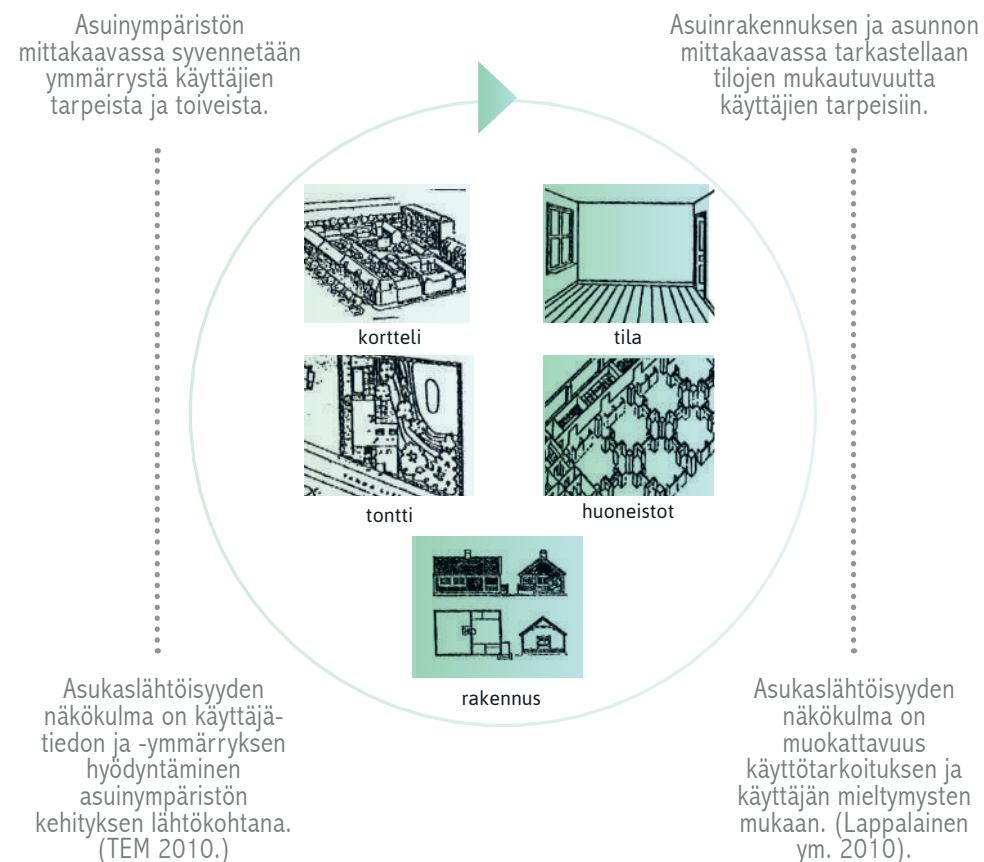 Asuinympäristön
mittakaavassa syvennetään
ymmärrystä käyttäjien
tarpeista ja toiveista.
Asuinrakennuksen ja asunnon
mittakaavassa tarkastellaan
tilojen mukautuvuutta
käyttäjien tarpeisiin.
kortteli
tila
tontti
huoneistot
rakennus
Asukaslähtöisyyden
näkökulma on käyttäjä-
tiedon ja -ymmärryksen
hyödyntäminen
asuinympäristön
kehityksen lähtökohtana.
(TEM 2010.)
Asukaslähtöisyyden
näkökulma on
muokattavuus
käyttötarkoituksen ja
käyttäjän mieltymysten
mukaan. (Lappalainen
ym. 2010).